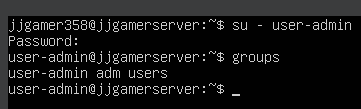 jjgamer358@jjgamerserver:~$ su - user-admin
Password:
user-admin@jjgamerserver:~$ groups
user-admin adm users
user-admin@jjgamerserver:~$ _